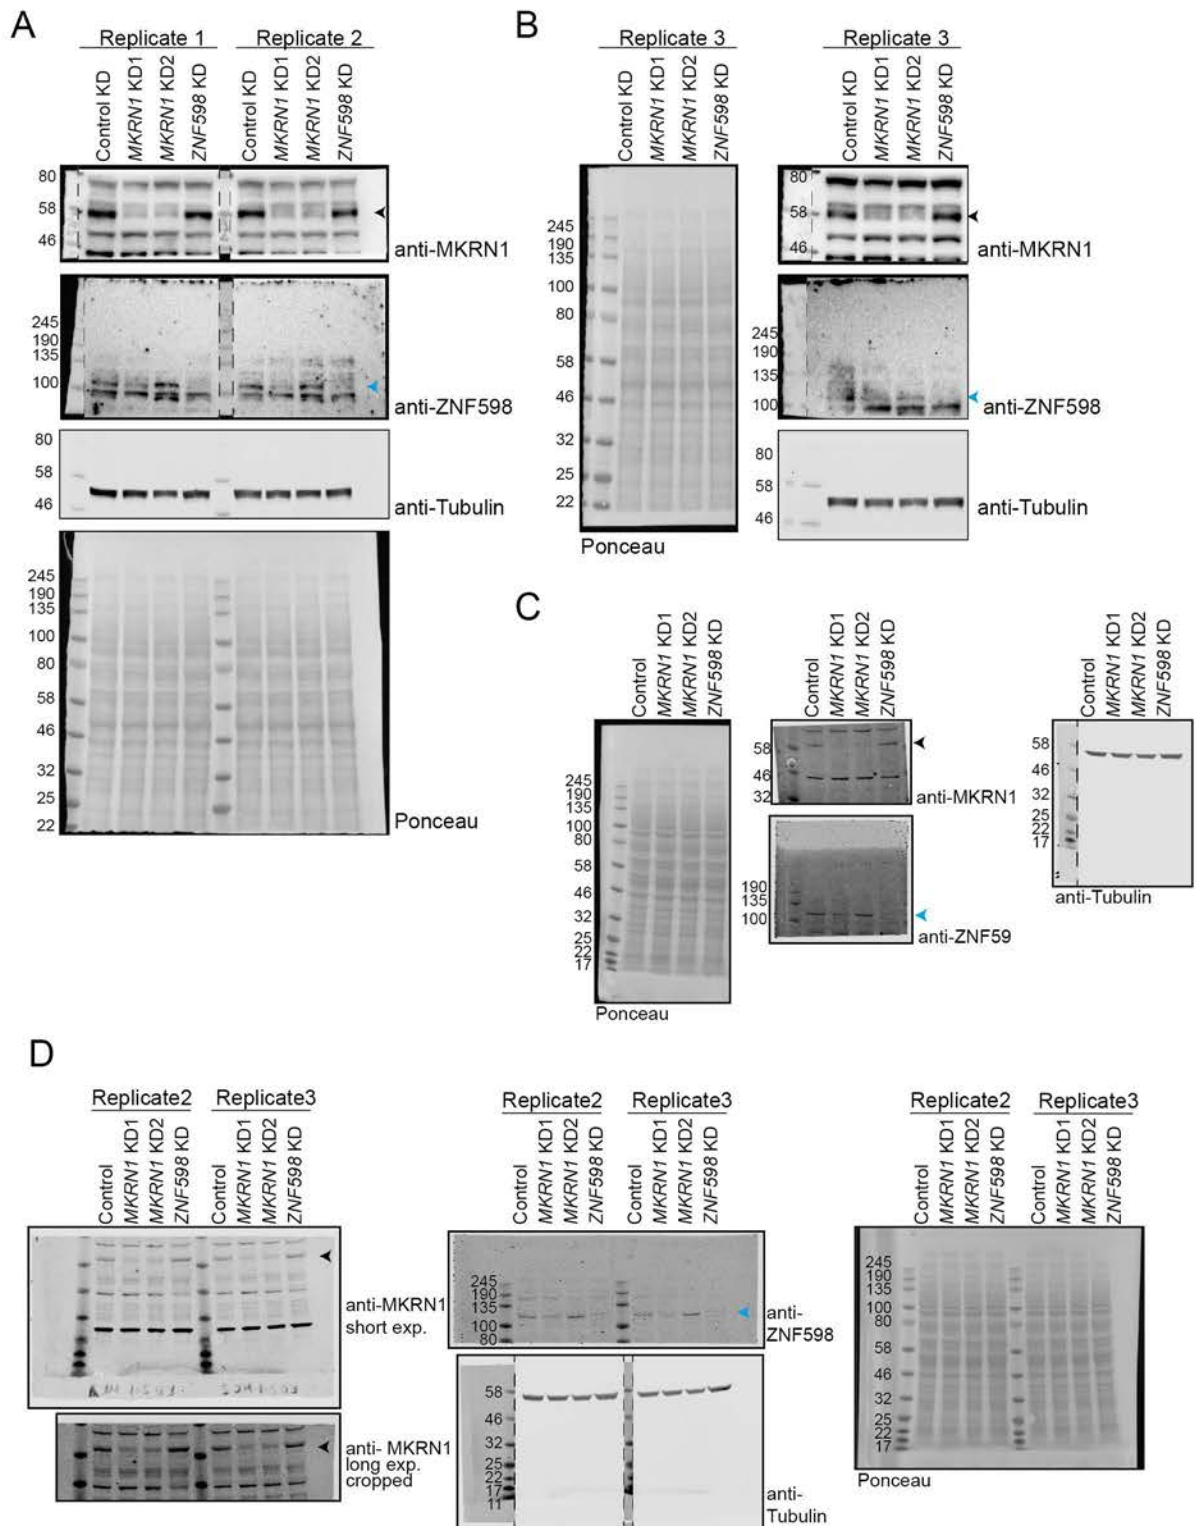 A
Replicate 1
Replicate 2
Control KD
MKRN1 KD1
MKRN1 KD2
ZNF598 KD
Control KD
MKRN1 KD1
MKRN1 KD2
ZNF598 KD
80
58
46
anti-MKRN1
245
190
135
100
anti-ZNF598
80
58
46
anti-Tubulin
245
190
135
100
80
58
46
32
25
22
Ponceau
B
Replicate 3
Control KD
MKRN1 KD1
MKRN1 KD2
ZNF598 KD
245
190
135
100
80
58
46
32
25
22
Ponceau
Replicate 3
Control KD
MKRN1 KD1
MKRN1 KD2
ZNF598 KD
80
58
46
anti-MKRN1
245
190
135
100
anti-ZNF598
80
58
46
anti-Tubulin
C
Control
MKRN1 KD1
MKRN1 KD2
ZNF598 KD
245
190
135
100
80
58
46
32
25
22
17
Ponceau
Control
MKRN1 KD1
MKRN1 KD2
ZNF598 KD
58
46
32
anti-MKRN1
190
135
100
anti-ZNF59
Control
MKRN1 KD1
MKRN1 KD2
ZNF598 KD
58
46
32
25
22
17
anti-Tubulin
D
Replicate2
Replicate3
Control
MKRN1 KD1
MKRN1 KD2
ZNF598 KD
Control
MKRN1 KD1
MKRN1 KD2
ZNF598 KD
anti-MKRN1
short exp.
anti- MKRN1
long exp.
cropped
Replicate2
Replicate3
Control
MKRN1 KD1
MKRN1 KD2
ZNF598 KD
Control
MKRN1 KD1
MKRN1 KD2
ZNF598 KD
245
190
135
100
80
anti-
ZNF598
58
46
32
25
22
17
11
anti-
Tubulin
Replicate2
Replicate3
Control
MKRN1 KD1
MKRN1 KD2
ZNF598 KD
Control
MKRN1 KD1
MKRN1 KD2
ZNF598 KD
245
190
135
100
80
58
46
32
25
22
17
Ponceau